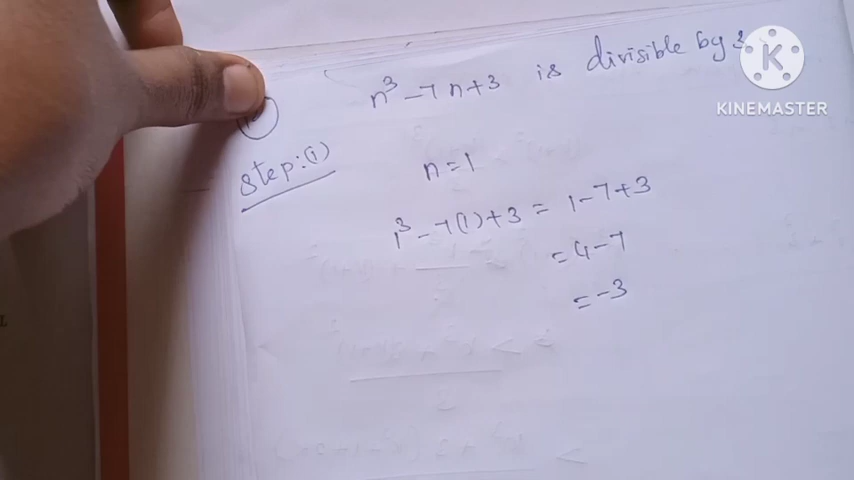 n³-7n+3 is divisible by 3
KINEMASTER
Step:(1)
n=1
1³-7(1)+3 = 1-7+3
= 4-7
= -3